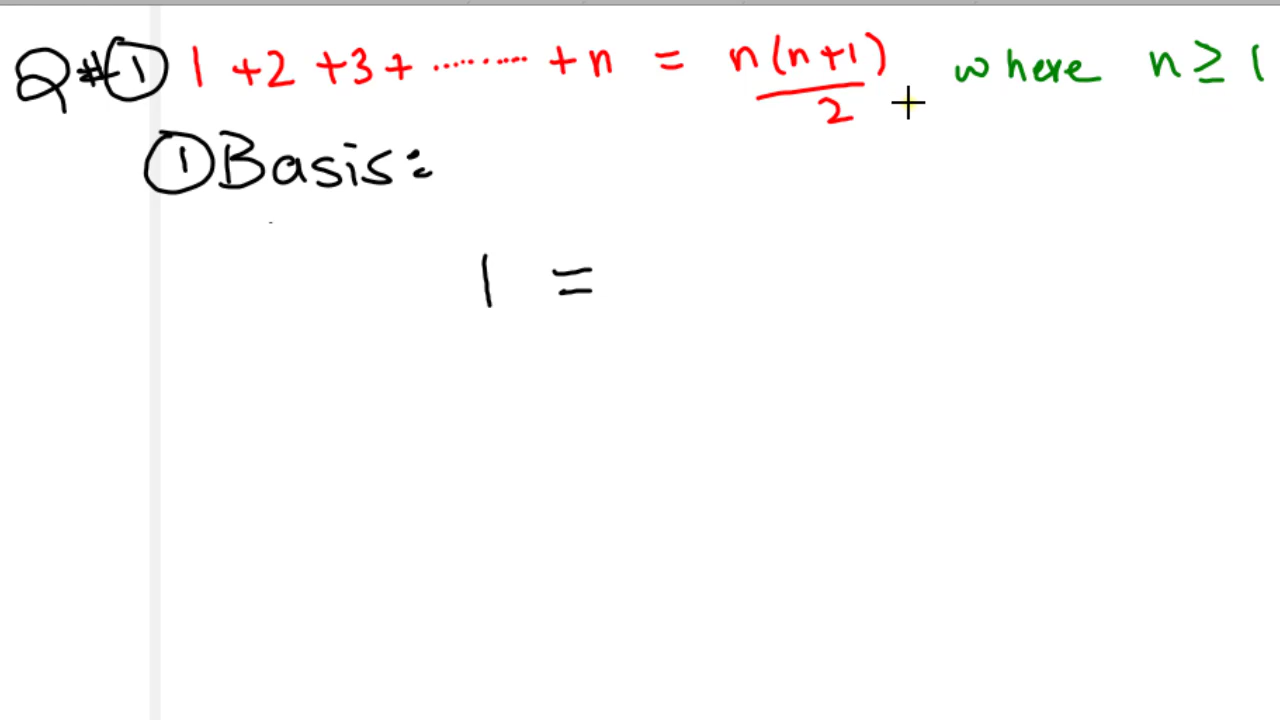 Q#① 1 +2 +3+ ......... +n = n(n+1)/2 where n ≥ 1
① Basis:
1 =